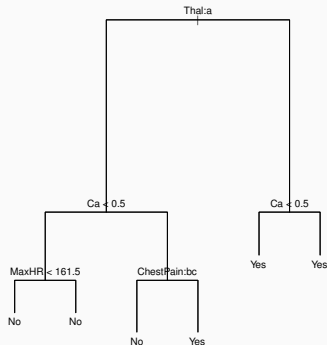 Thal:a
Ca < 0.5
Ca < 0.5
Yes
Yes
MaxHR < 161.5
ChestPain:bc
No
No
No
Yes